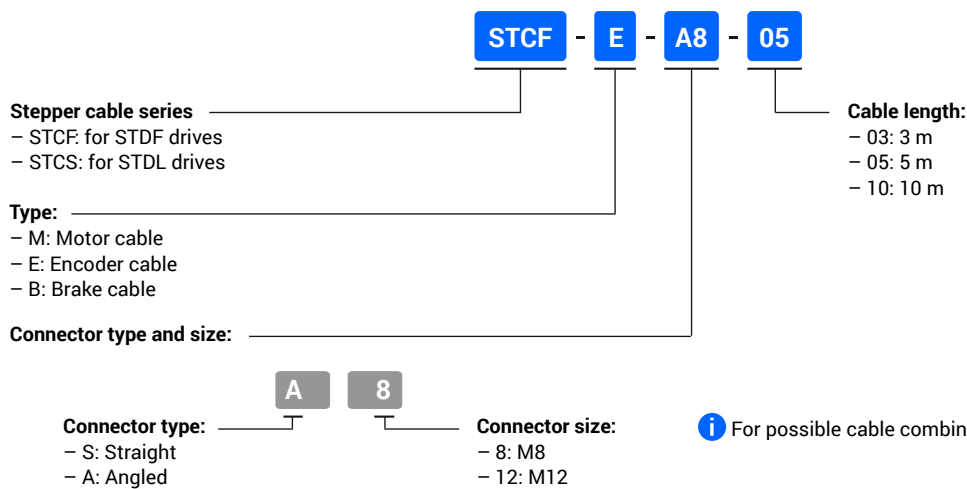 STCF - E - A8 - 05
Stepper cable series
– STCF: for STDF drives
– STCS: for STDL drives
Cable length:
– 03: 3 m
– 05: 5 m
– 10: 10 m
Type:
– M: Motor cable
– E: Encoder cable
– B: Brake cable
Connector type and size:
A 8
Connector type:
– S: Straight
– A: Angled
Connector size:
– 8: M8
– 12: M12
i For possible cable combin